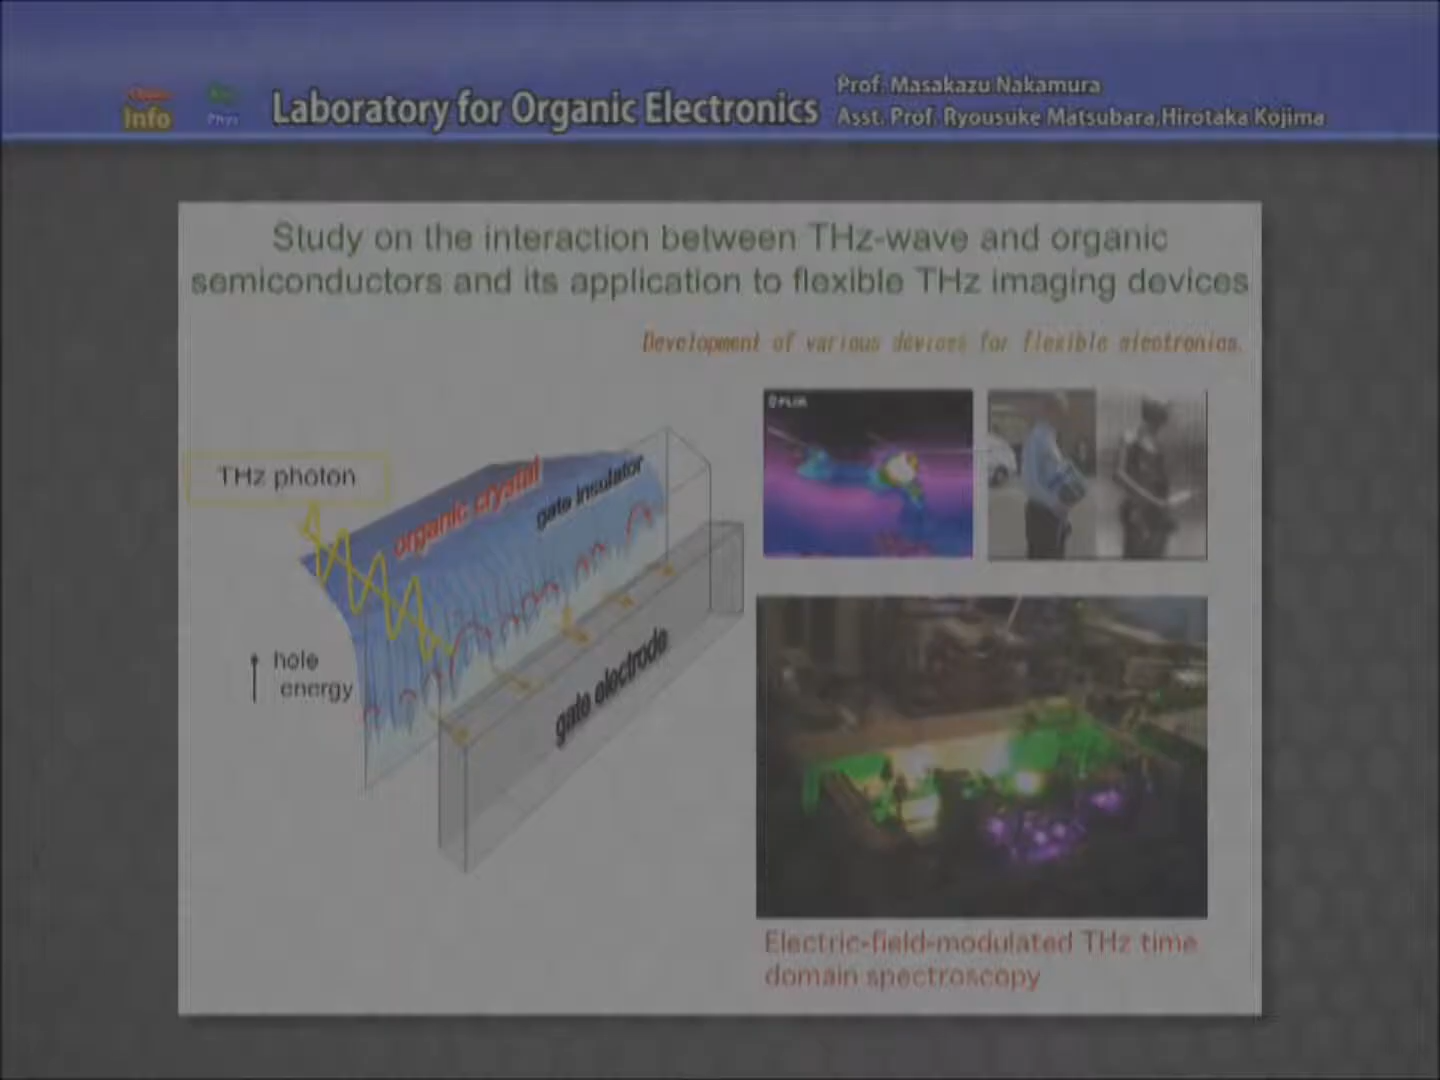 Info
Phys
Laboratory for Organic Electronics
Prof. Masakazu Nakamura
Asst. Prof. Ryousuke Matsubara,Hirotaka Kojima
Study on the interaction between THz-wave and organic
semiconductors and its application to flexible THz imaging devices
Development of various devices for flexible electronics.
THz photon
organic crystal
gate insulator
hole
energy
gate electrode
FLIR
Electric-field-modulated THz time
domain spectroscopy